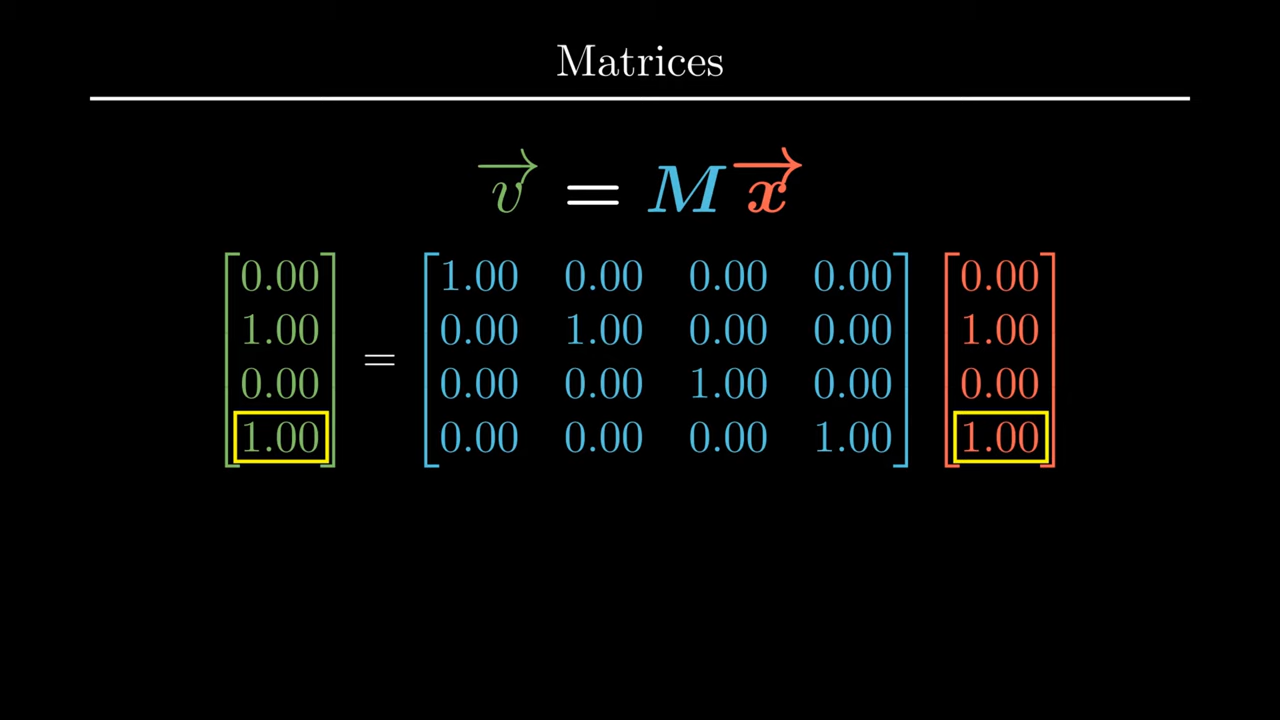 Matrices
v = M x
0.00 1.00 0.00 0.00 0.00 0.00
1.00 0.00 1.00 0.00 0.00 1.00
=
0.00 0.00 0.00 1.00 0.00 0.00
1.00 0.00 0.00 0.00 1.00 1.00